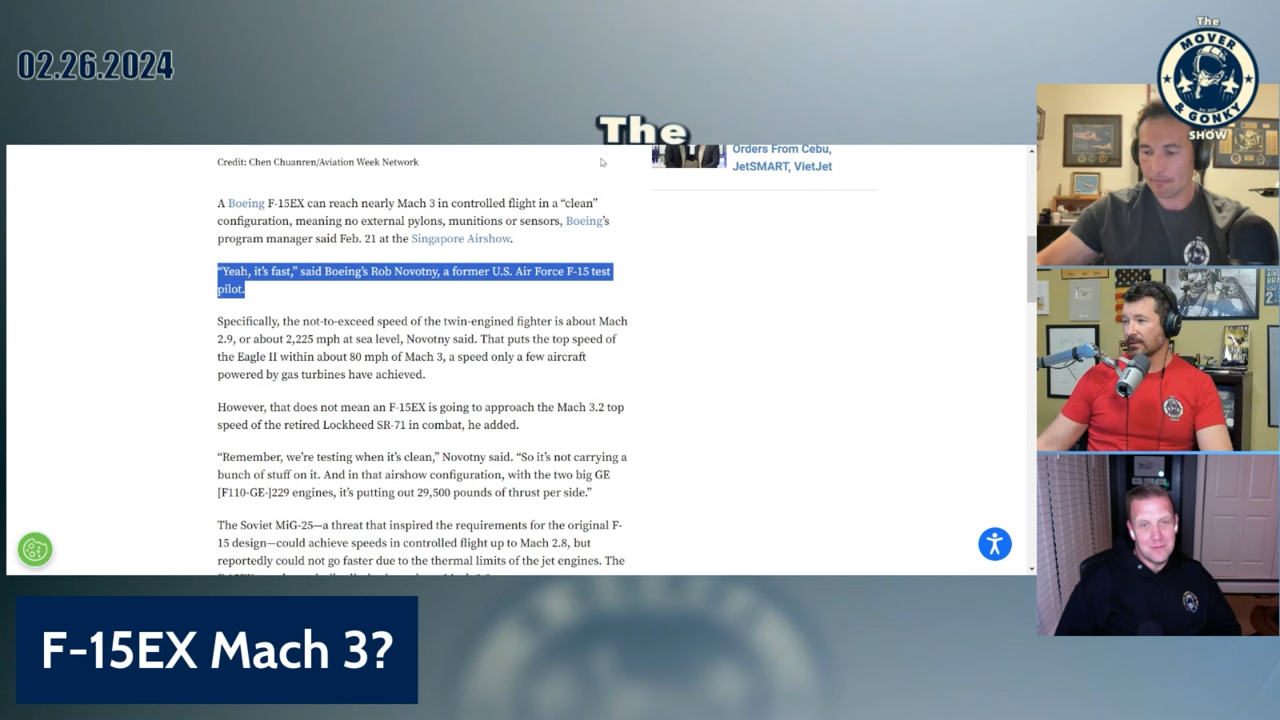 02.26.2024
The
MOVER
& GONKY
SHOW
The
Credit: Chen Chuanren/Aviation Week Network
Orders From Cebu,
JetSMART, VietJet
A Boeing F-15EX can reach nearly Mach 3 in controlled flight in a “clean”
configuration, meaning no external pylons, munitions or sensors, Boeing’s
program manager said Feb. 21 at the Singapore Airshow.
“Yeah, it’s fast,” said Boeing’s Rob Novotny, a former U.S. Air Force F-15 test
pilot.
Specifically, the not-to-exceed speed of the twin-engined fighter is about Mach
2.9, or about 2,225 mph at sea level, Novotny said. That puts the top speed of
the Eagle II within about 80 mph of Mach 3, a speed only a few aircraft
powered by gas turbines have achieved.
However, that does not mean an F-15EX is going to approach the Mach 3.2 top
speed of the retired Lockheed SR-71 in combat, he added.
“Remember, we’re testing when it’s clean,” Novotny said. “So it’s not carrying a
bunch of stuff on it. And in that airshow configuration, with the two big GE
[F110-GE-]229 engines, it’s putting out 29,500 pounds of thrust per side.”
The Soviet MiG-25—a threat that inspired the requirements for the original F-
15 design—could achieve speeds in controlled flight up to Mach 2.8, but
reportedly could not go faster due to the thermal limits of the jet engines. The
F-15EX Mach 3?